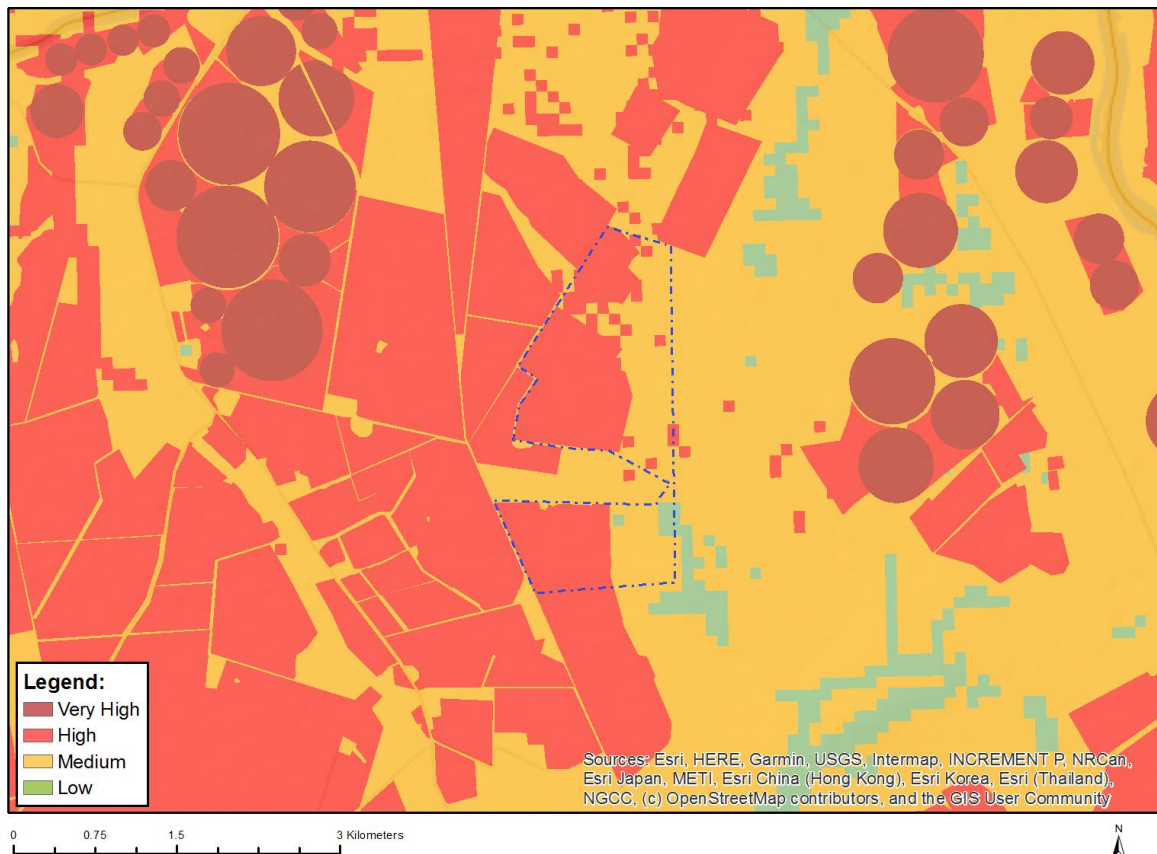 Legend:
Very High
High
Medium
Low
Sources: Esri, HERE, Garmin, USGS, Intermap, INCREMENT P, NRCan,
Esri Japan, METI, Esri China (Hong Kong), Esri Korea, Esri (Thailand),
NGCC, (c) OpenStreetMap contributors, and the GIS User Community
0 0.75 1.5 3 Kilometers
N